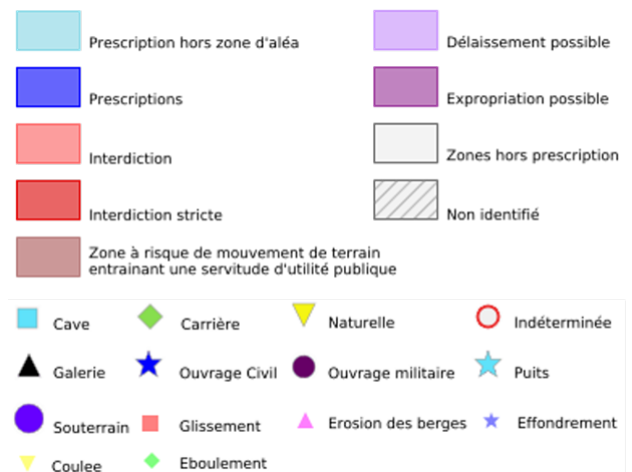 Prescription hors zone d'aléa
Délaissement possible
Prescriptions
Expropriation possible
Interdiction
Zones hors prescription
Interdiction stricte
Non identifié
Zone à risque de mouvement de terrain
entrainant une servitude d'utilité publique
Cave
Carrière
Naturelle
Indéterminée
Galerie
Ouvrage Civil
Ouvrage militaire
Puits
Souterrain
Glissement
Erosion des berges
Effondrement
Coulee
Eboulement